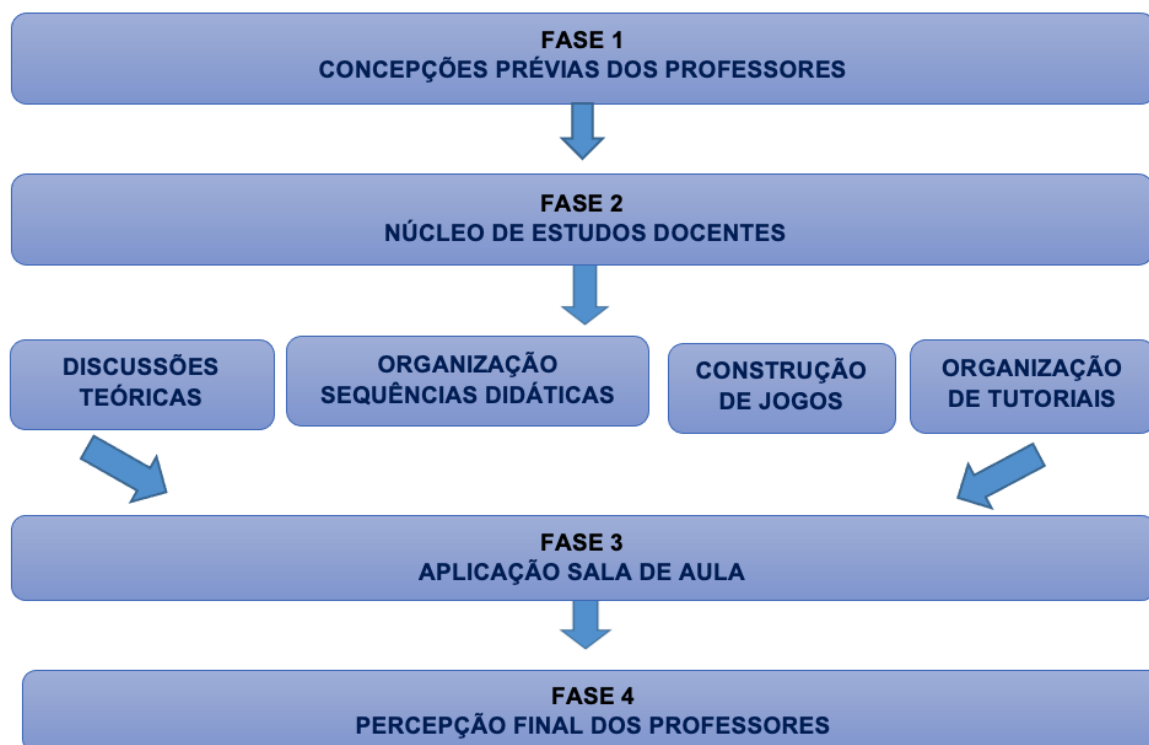 FASE 1
CONCEPÇÕES PRÉVIAS DOS PROFESSORES
FASE 2
NÚCLEO DE ESTUDOS DOCENTES
DISCUSSÕES
TEÓRICAS
ORGANIZAÇÃO
SEQUÊNCIAS DIDÁTICAS
CONSTRUÇÃO
DE JOGOS
ORGANIZAÇÃO
DE TUTORIAIS
FASE 3
APLICAÇÃO SALA DE AULA
FASE 4
PERCEPÇÃO FINAL DOS PROFESSORES